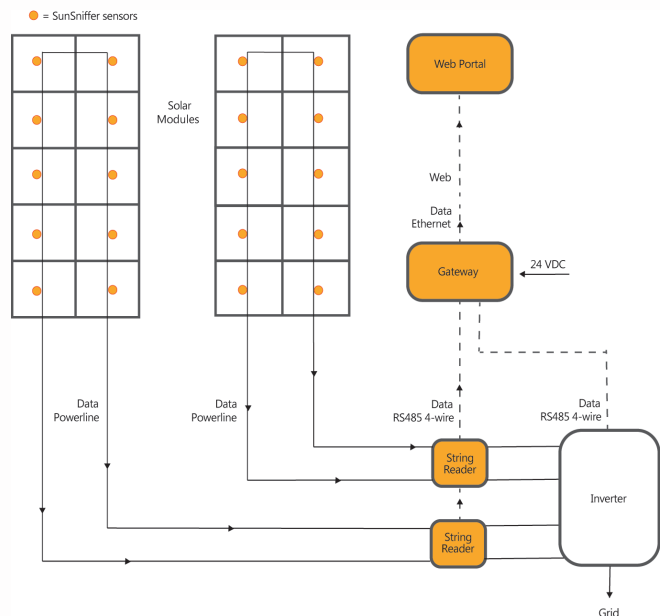 = SunSniffer sensors
Solar
Modules
Web Portal
Web
Data
Ethernet
Gateway
24 VDC
Data
Powerline
Data
Powerline
Data
RS485 4-wire
Data
RS485 4-wire
String
Reader
Inverter
String
Reader
Grid